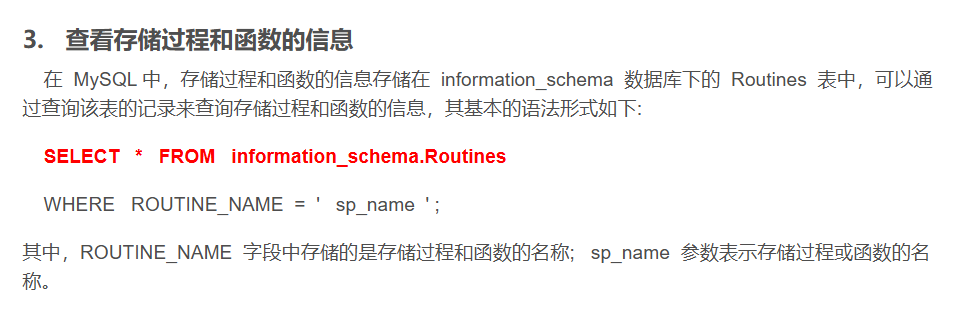 3. 查看存储过程和函数的信息
在 MySQL 中，存储过程和函数的信息存储在 information_schema 数据库下的 Routines 表中，可以通
过查询该表的记录来查询存储过程和函数的信息，其基本的语法形式如下:
SELECT * FROM information_schema.Routines
WHERE ROUTINE_NAME = ' sp_name ' ;
其中，ROUTINE_NAME 字段中存储的是存储过程和函数的名称; sp_name 参数表示存储过程或函数的名
称。